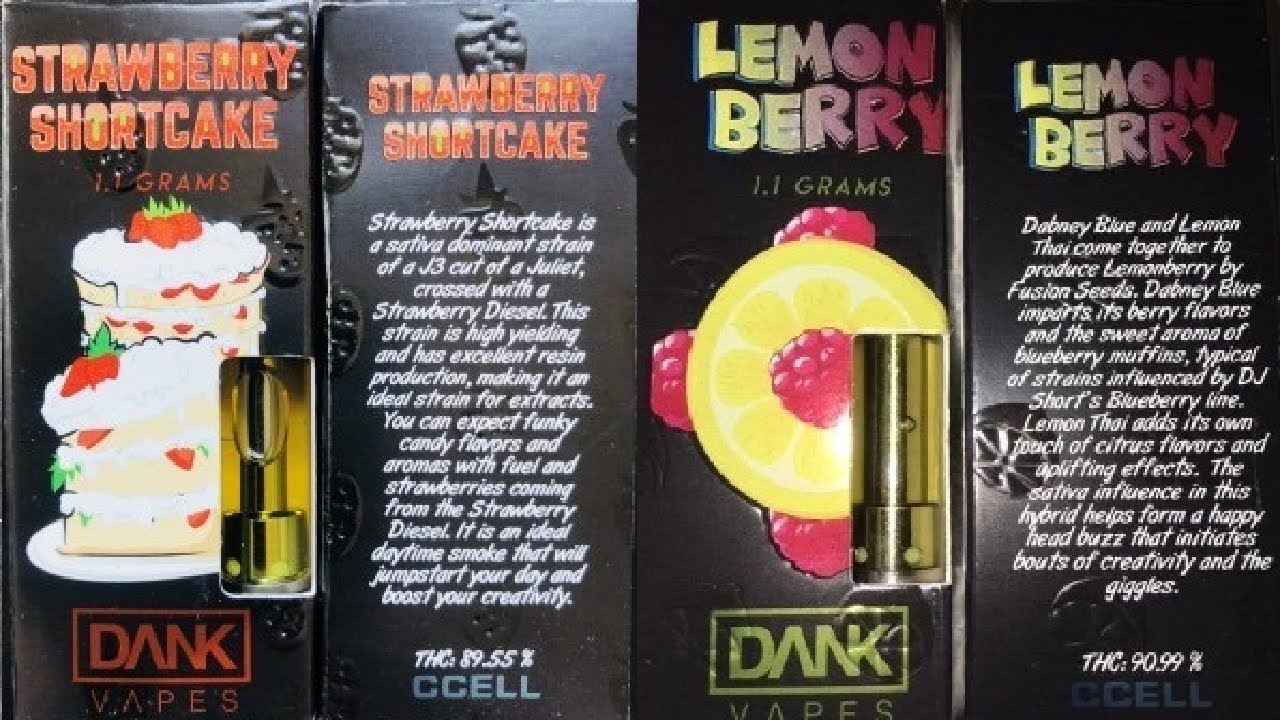 STRAWBERRY
SHORTCAKE
1.1 GRAMS
DANK
VAPES
STRAWBERRY
SHORTCAKE
Strawberry Shortcake is
a sativa dominant strain
of a J3 cut of a Juliet,
crossed with a
Strawberry Diesel. This
strain is high yielding
and has excellent resin
production, making it an
ideal strain for extracts.
You can expect funky
candy flavors and
aromas with fuel and
strawberries coming
from the Strawberry
Diesel. It is an ideal
daytime smoke that will
jumpstart your day and
boost your creativity.
THC: 89.55 %
CCELL
LEMON
BERRY
1.1 GRAMS
DANK
VAPES
LEMON
BERRY
Dabney Blue and Lemon
Thai come together to
produce Lemonberry by
Fusion Seeds. Dabney Blue
imparts its berry flavors
and the sweet aroma of
blueberry muffins, typical
of strains influenced by DJ
Short's Blueberry line.
Lemon Thai adds its own
touch of citrus flavors and
uplifting effects. The
sativa influence in this
hybrid helps form a happy
head buzz that initiates
bouts of creativity and the
giggles.
THC: 90.99 %
CCELL